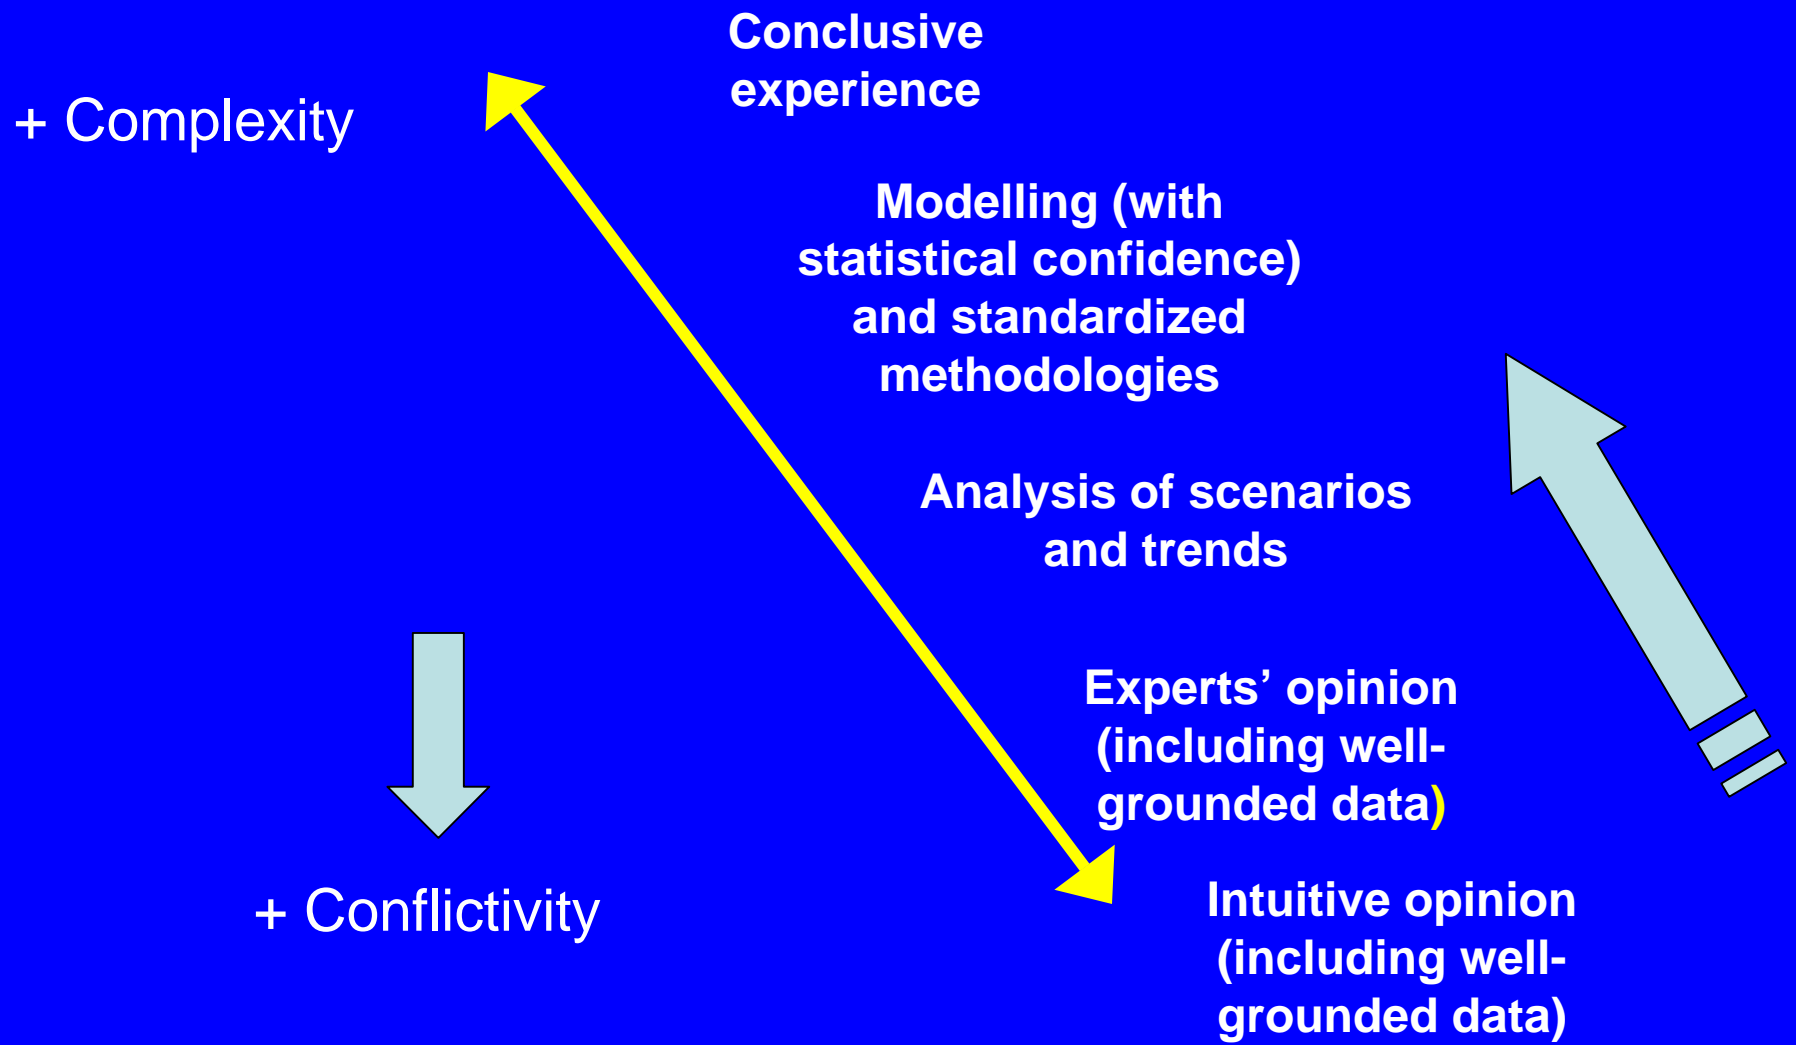 Conclusive
experience
+ Complexity
Modelling (with
statistical confidence)
and standardized
methodologies
Analysis of scenarios
and trends
Experts’ opinion
(including well-
grounded data)
+ Conflictivity
Intuitive opinion
(including well-
grounded data)